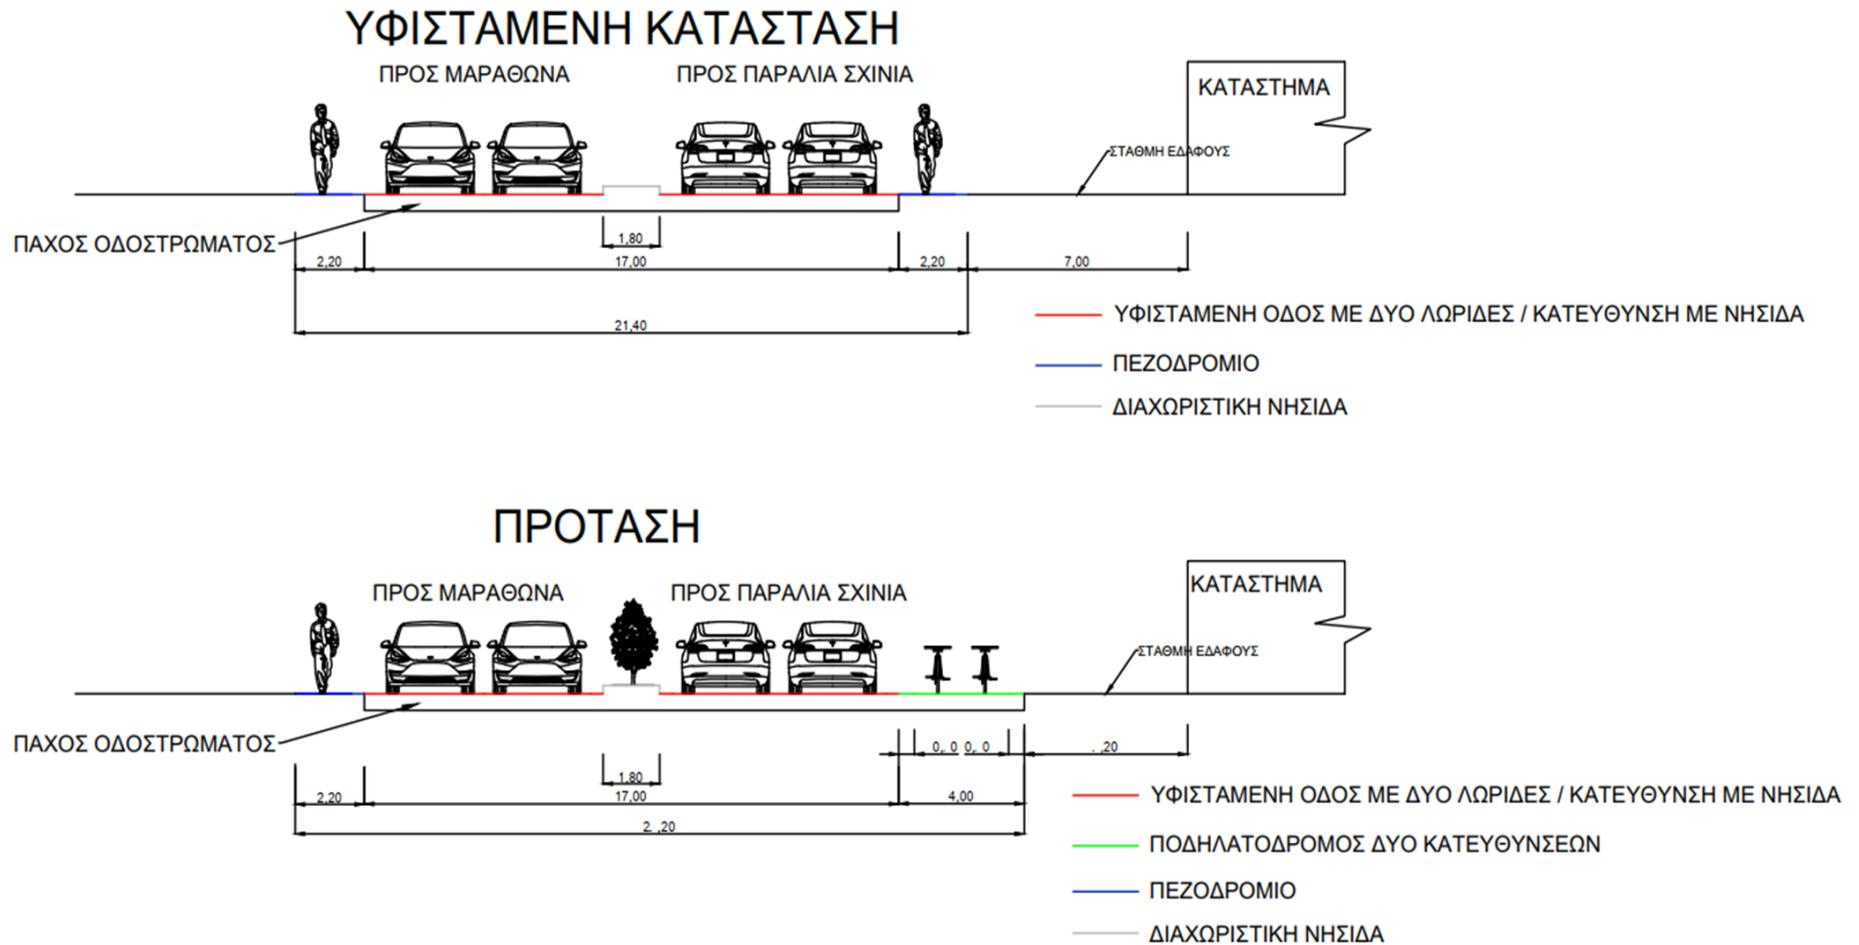 ΥΦΙΣΤΑΜΕΝΗ ΚΑΤΑΣΤΑΣΗ
ΠΡΟΣ ΜΑΡΑΘΩΝΑ
ΠΡΟΣ ΠΑΡΑΛΙΑ ΣΧΙΝΙΑ
ΚΑΤΑΣΤΗΜΑ
ΣΤΑΘΜΗ ΕΔΑΦΟΥΣ
ΠΑΧΟΣ ΟΔΟΣΤΡΩΜΑΤΟΣ
1,80
2,20
17,00
2,20
7,00
21,40
ΥΦΙΣΤΑΜΕΝΗ ΟΔΟΣ ΜΕ ΔΥΟ ΛΩΡΙΔΕΣ / ΚΑΤΕΥΘΥΝΣΗ ΜΕ ΝΗΣΙΔΑ
ΠΕΖΟΔΡΟΜΙΟ
ΔΙΑΧΩΡΙΣΤΙΚΗ ΝΗΣΙΔΑ
ΠΡΟΤΑΣΗ
ΠΡΟΣ ΜΑΡΑΘΩΝΑ
ΠΡΟΣ ΠΑΡΑΛΙΑ ΣΧΙΝΙΑ
ΚΑΤΑΣΤΗΜΑ
ΣΤΑΘΜΗ ΕΔΑΦΟΥΣ
ΠΑΧΟΣ ΟΔΟΣΤΡΩΜΑΤΟΣ
1,80
2,20
17,00
4,00
ΥΦΙΣΤΑΜΕΝΗ ΟΔΟΣ ΜΕ ΔΥΟ ΛΩΡΙΔΕΣ / ΚΑΤΕΥΘΥΝΣΗ ΜΕ ΝΗΣΙΔΑ
ΠΟΔΗΛΑΤΟΔΡΟΜΟΣ ΔΥΟ ΚΑΤΕΥΘΥΝΣΕΩΝ
ΠΕΖΟΔΡΟΜΙΟ
ΔΙΑΧΩΡΙΣΤΙΚΗ ΝΗΣΙΔΑ